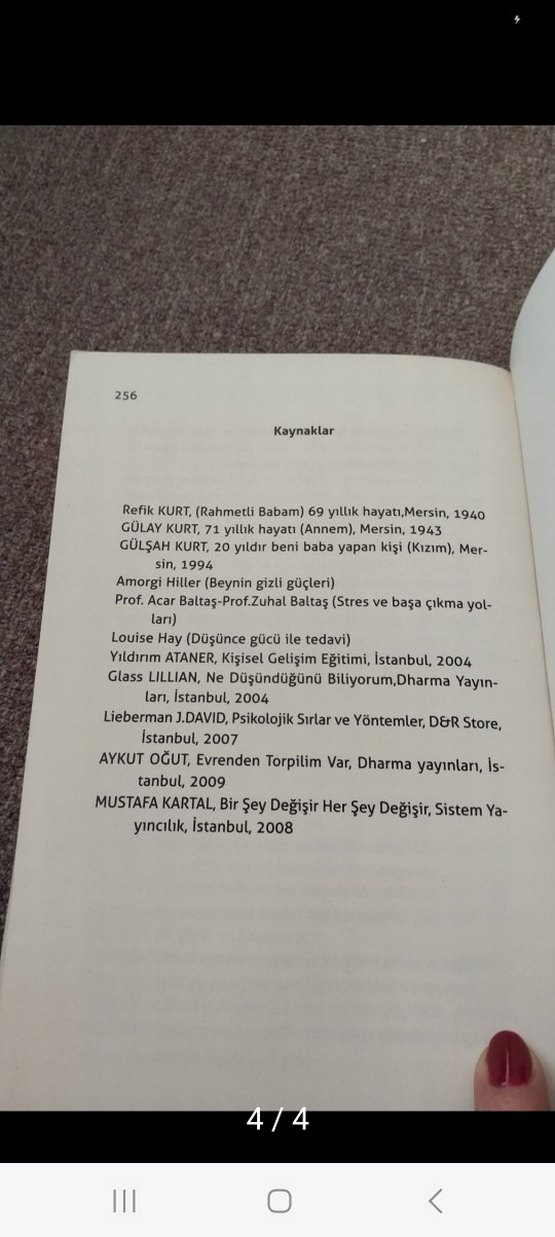 256
Kaynaklar
Refik KURT, (Rahmetli Babam) 69 yıllık hayatı,Mersin, 1940
GÜLAY KURT, 71 yıllık hayatı (Annem), Mersin, 1943
GÜLŞAH KURT, 20 yıldır beni baba yapan kişi (Kızım), Mer-
sin, 1994
Amorgi Hiller (Beynin gizli güçleri)
Prof. Acar Baltaş-Prof.Zuhal Baltaş (Stres ve başa çıkma yol-
ları)
Louise Hay (Düşünce gücü ile tedavi)
Yıldırım ATANER, Kişisel Gelişim Eğitimi, İstanbul, 2004
Glass LILLIAN, Ne Düşündüğünü Biliyorum,Dharma Yayın-
ları, İstanbul, 2004
Lieberman J.DAVID, Psikolojik Sırlar ve Yöntemler, D&R Store,
İstanbul, 2007
AYKUT OĞUT, Evrenden Torpilim Var, Dharma yayınları, İs-
tanbul, 2009
MUSTAFA KARTAL, Bir Şey Değişir Her Şey Değişir, Sistem Ya-
yıncılık, İstanbul, 2008
4 / 4